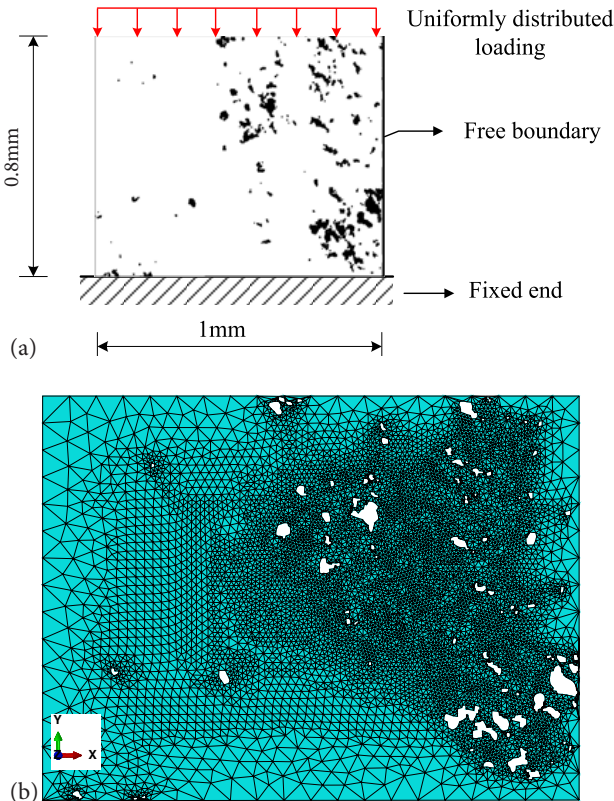 Uniformly distributed
loading
0.8mm
Free boundary
Fixed end
1mm
(a)
Y
X
(b)